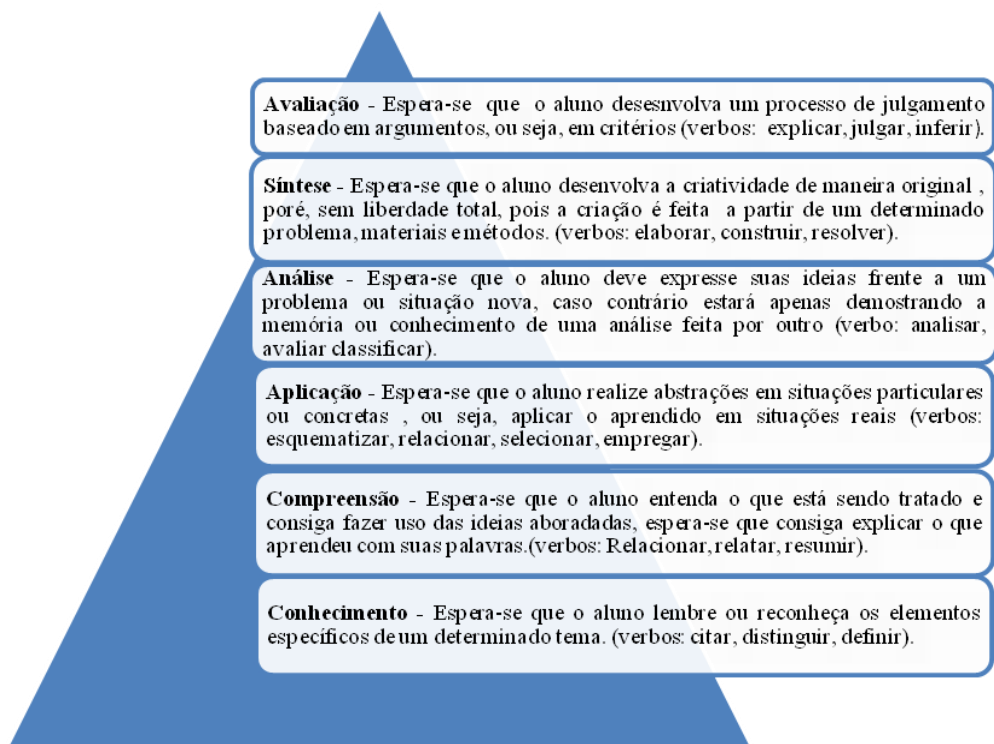 Avaliação - Espera-se que o aluno desesnvolva um processo de julgamento
baseado em argumentos, ou seja, em critérios (verbos: explicar, julgar, inferir).
Síntese - Espera-se que o aluno desenvolva a criatividade de maneira original ,
poré, sem liberdade total, pois a criação é feita a partir de um determinado
problema, materiais e métodos. (verbos: elaborar, construir, resolver).
Análise - Espera-se que o aluno deve expresse suas ideias frente a um
problema ou situação nova, caso contrário estará apenas demostrando a
memória ou conhecimento de uma análise feita por outro (verbo: analisar,
avaliar classificar).
Aplicação - Espera-se que o aluno realize abstrações em situações particulares
ou concretas , ou seja, aplicar o aprendido em situações reais (verbos:
esquematizar, relacionar, selecionar, empregar).
Compreensão - Espera-se que o aluno entenda o que está sendo tratado e
consiga fazer uso das ideias aboradadas, espera-se que consiga explicar o que
aprendeu com suas palavras.(verbos: Relacionar, relatar, resumir).
Conhecimento - Espera-se que o aluno lembre ou reconheça os elementos
específicos de um determinado tema. (verbos: citar, distinguir, definir).